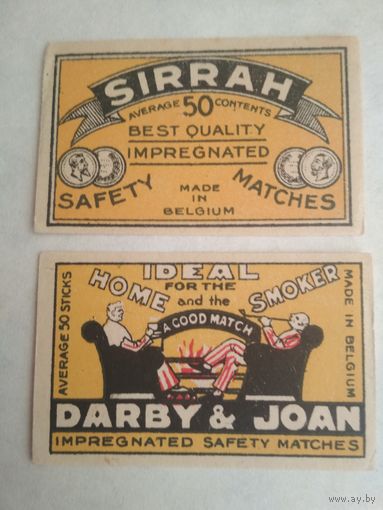 SIRRAH
AVERAGE 50 CONTENTS
BEST QUALITY
IMPREGNATED
SAFETY MATCHES
MADE
IN
BELGIUM
IDEAL
FOR THE
HOME and the SMOKER
AVERAGE 50 STICKS
MADE IN BELGIUM
A GOOD MATCH
DARBY & JOAN
IMPREGNATED SAFETY MATCHES
www.ay.by